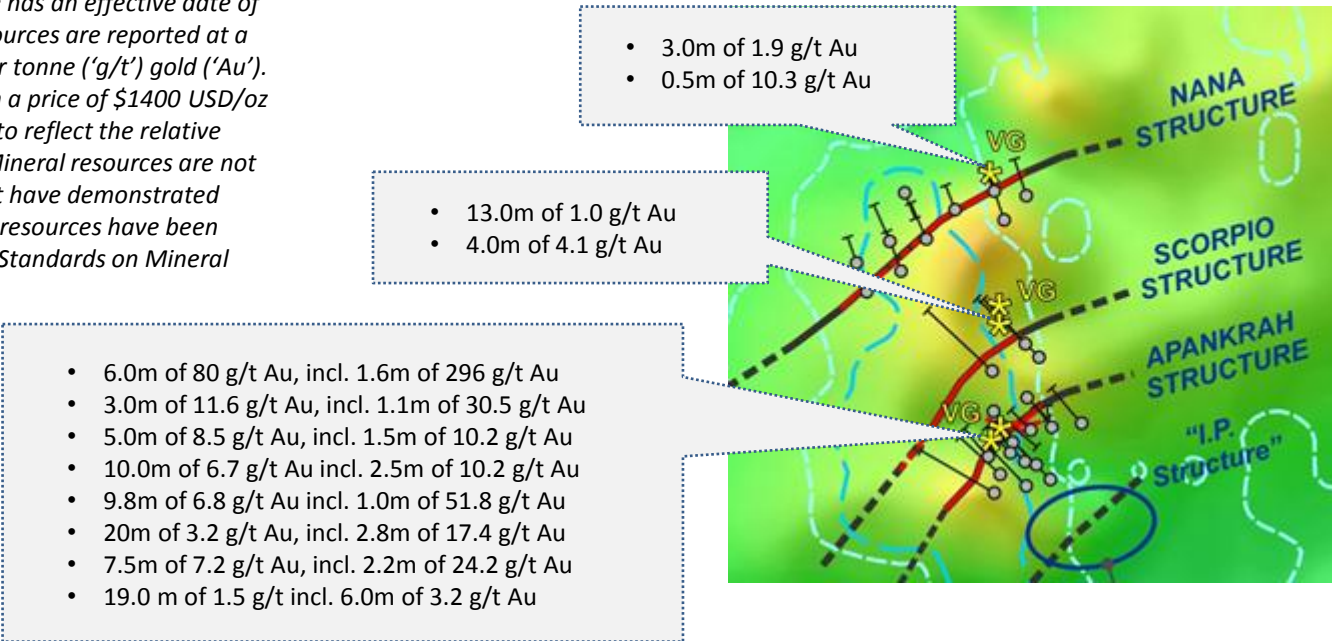 has an effective date of
ources are reported at a
r tonne (‘g/t’) gold (‘Au’).
a price of $1400 USD/oz
to reflect the relative
Mineral resources are not
t have demonstrated
resources have been
Standards on Mineral
• 3.0m of 1.9 g/t Au
• 0.5m of 10.3 g/t Au
• 13.0m of 1.0 g/t Au
• 4.0m of 4.1 g/t Au
• 6.0m of 80 g/t Au, incl. 1.6m of 296 g/t Au
• 3.0m of 11.6 g/t Au, incl. 1.1m of 30.5 g/t Au
• 5.0m of 8.5 g/t Au, incl. 1.5m of 10.2 g/t Au
• 10.0m of 6.7 g/t Au incl. 2.5m of 10.2 g/t Au
• 9.8m of 6.8 g/t Au incl. 1.0m of 51.8 g/t Au
• 20m of 3.2 g/t Au, incl. 2.8m of 17.4 g/t Au
• 7.5m of 7.2 g/t Au, incl. 2.2m of 24.2 g/t Au
• 19.0 m of 1.5 g/t incl. 6.0m of 3.2 g/t Au
NANA
STRUCTURE
VG
SCORPIO
STRUCTURE
VG
APANKRAH
STRUCTURE
VG
“I.P.
Structure”